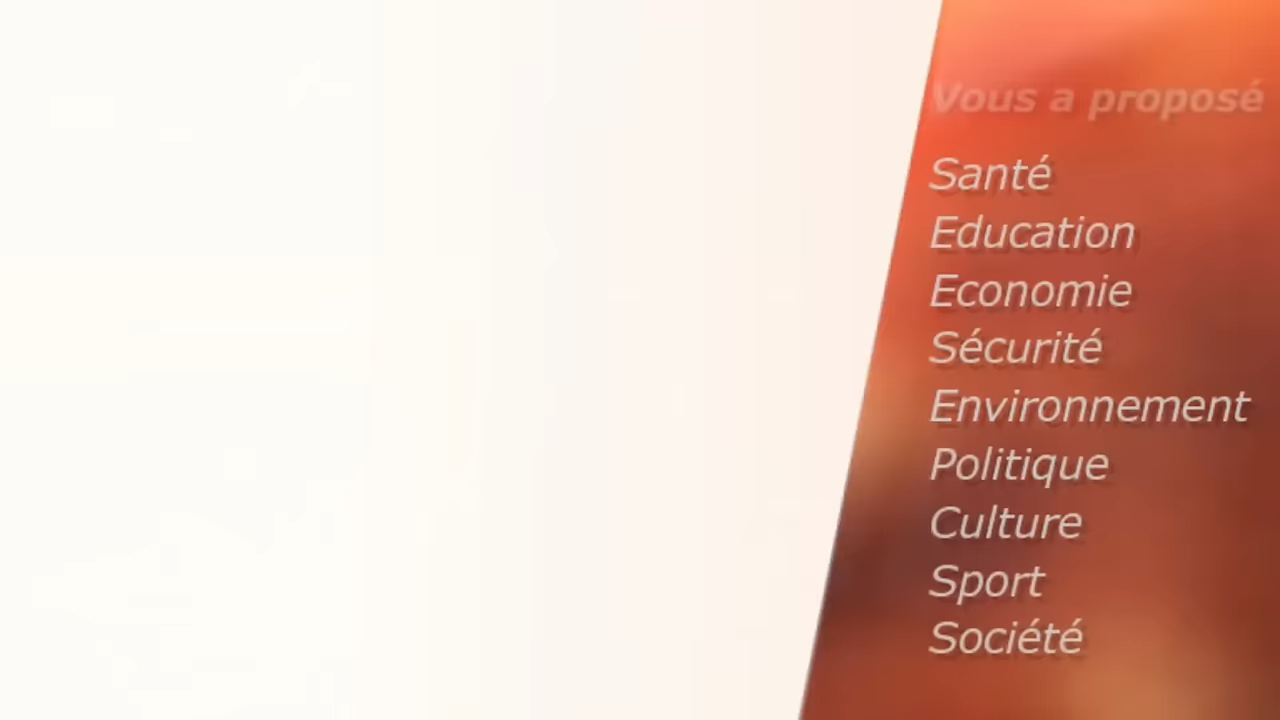 Vous a proposé
Santé
Education
Economie
Sécurité
Environnement
Politique
Culture
Sport
Société